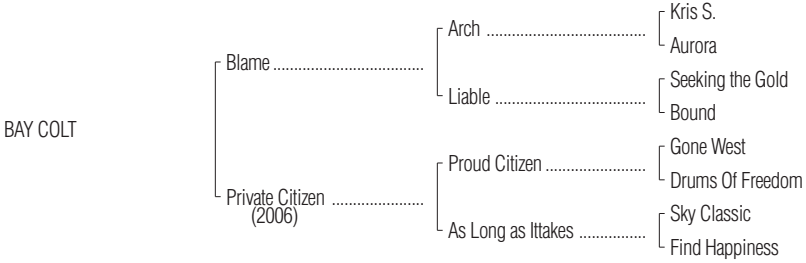 Kris S.
Arch ......................................
Aurora
Blame ....................................
Seeking the Gold
Liable ....................................
Bound
BAY COLT
Gone West
Proud Citizen ........................
Drums Of Freedom
Private Citizen ......................
(2006)
Sky Classic
As Long as Ittakes ................
Find Happiness